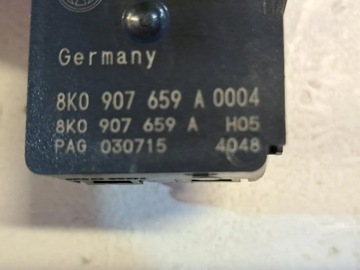 Germany
8K0 907 659 A 0004
8K0 907 659 A H05
PAG 030715 4048